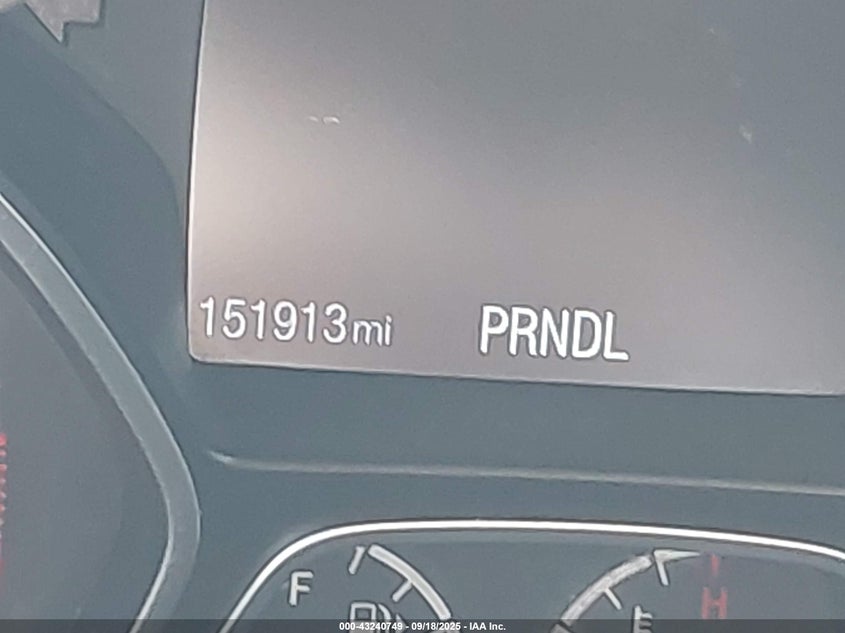 151913mi PRNDL
F H
000-43240749 - 09/18/2025 - IAA Inc.